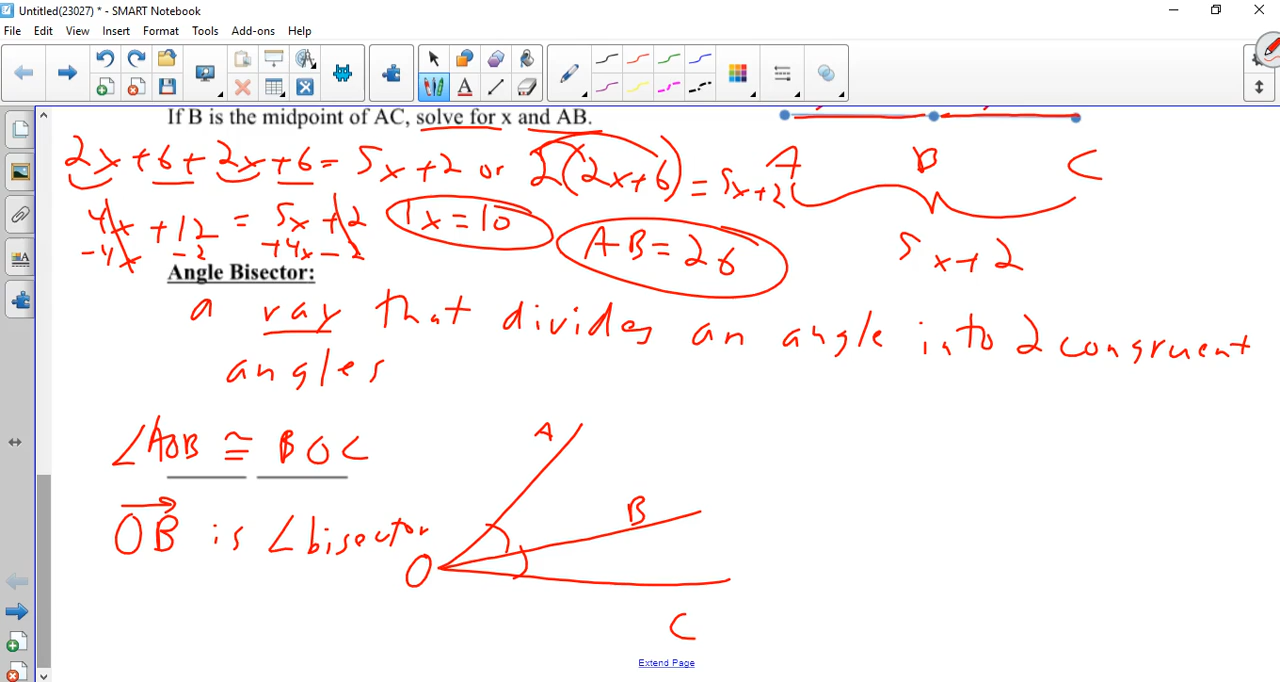 Untitled(23027) * - SMART Notebook
File Edit View Insert Format Tools Add-ons Help
If B is the midpoint of AC, solve for x and AB.
2x+6+2x+6=5x+2 or 2(2x+6)=5x+2
A B C
4x+12=5x+2 1x=10
-4x -2 -4x -2
AB=26
5x+2
Angle Bisector:
a ray that divides an angle into 2 congruent
angles
∠AOB ≅ BOC
A
OB is ∠bisector
B
O
C
Extend Page